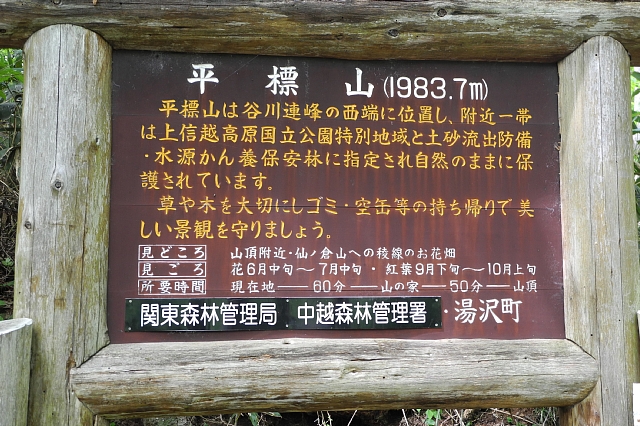 平標山(1983.7m)
平標山は谷川連峰の西端に位置し、附近一帯
は上信越高原国立公園特別地域と土砂流出防備
・水源かん養保安林に指定され自然のままに保
護されています。
草や木を大切にしゴミ・空缶等の持ち帰りで美
しい景観を守りましょう。
見どころ 山頂附近・仙ノ倉山への稜線のお花畑
見ごろ 花6月中旬〜7月中旬・紅葉9月下旬〜10月上旬
所要時間 現在地──60分──山の家──50分──山頂
関東森林管理局 中越森林管理署・湯沢町